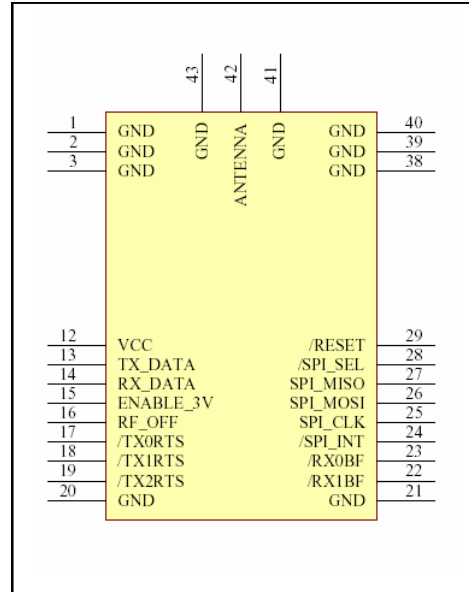 43 42 41
1 GND GND ANTENNA GND GND 40
2 GND GND 39
3 GND GND 38
12 VCC /RESET 29
13 TX_DATA /SPI_SEL 28
14 RX_DATA SPI_MISO 27
15 ENABLE_3V SPI_MOSI 26
16 RF_OFF SPI_CLK 25
17 /TX0RTS /SPI_INT 24
18 /TX1RTS /RX0BF 23
19 /TX2RTS /RX1BF 22
20 GND GND 21